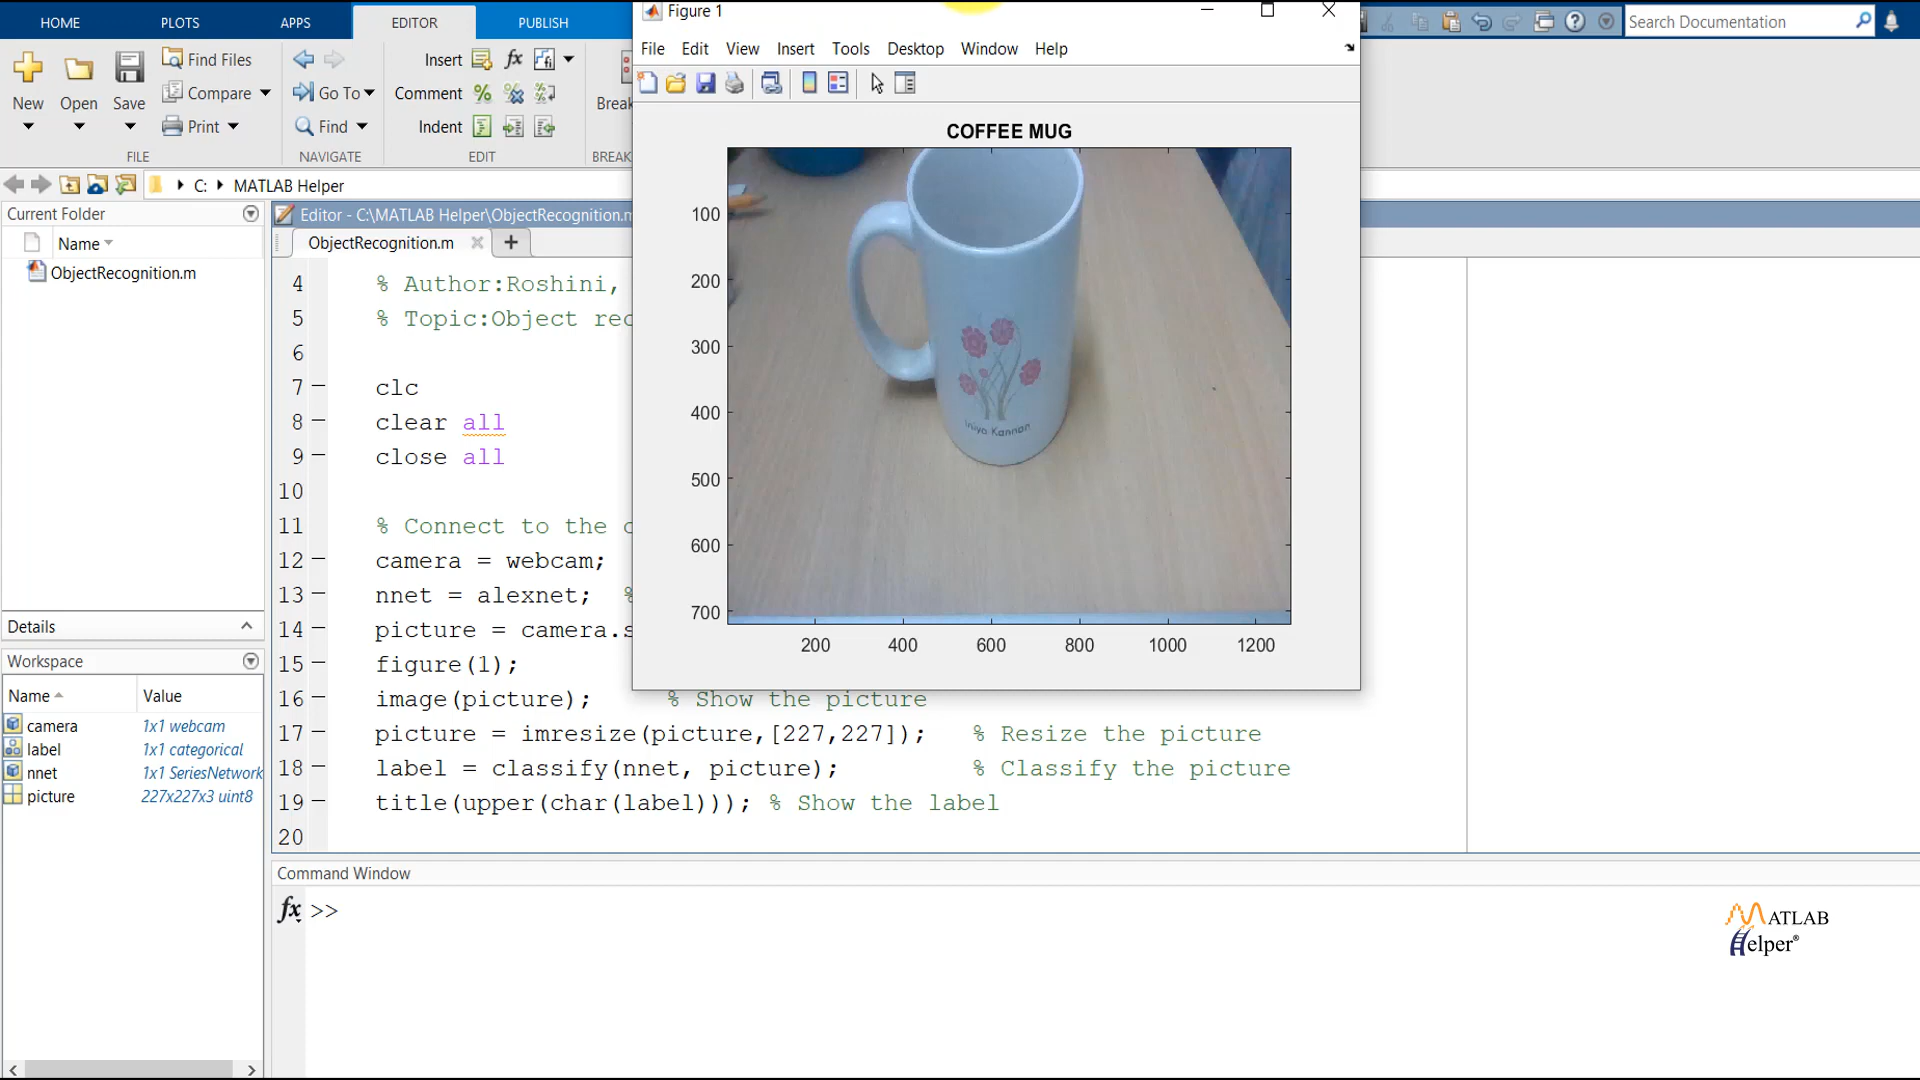 HOME PLOTS APPS EDITOR PUBLISH
Figure 1
Search Documentation
File Edit View Insert Tools Desktop Window Help
New Open Save
Find Files
Compare
Print
FILE
Go To
Find
NAVIGATE
Insert fx
Comment
Indent
EDIT
C: MATLAB Helper
Current Folder
Name
ObjectRecognition.m
Details
Workspace
Name Value
camera 1x1 webcam
label 1x1 categorical
nnet 1x1 SeriesNetwork
picture 227x227x3 uint8
Editor - C:\MATLAB Helper\ObjectRecognition.m
ObjectRecognition.m
4 % Author:Roshini,
5 % Topic:Object
6
7 clc
8 clear all
9 close all
10
11 % Connect to the
12 camera = webcam;
13 nnet = alexnet; %
14 picture =
15 figure(1);
16 image(picture); % Show the picture
17 picture = imresize(picture,[227,227]); % Resize the picture
18 label = classify(nnet, picture); % Classify the picture
19 title(upper(char(label))); % Show the label
20
COFFEE MUG
100
200
300
400
500
600
700
200 400 600 800 1000 1200
Kannan
Command Window
fx >>
MATLAB
Helper®